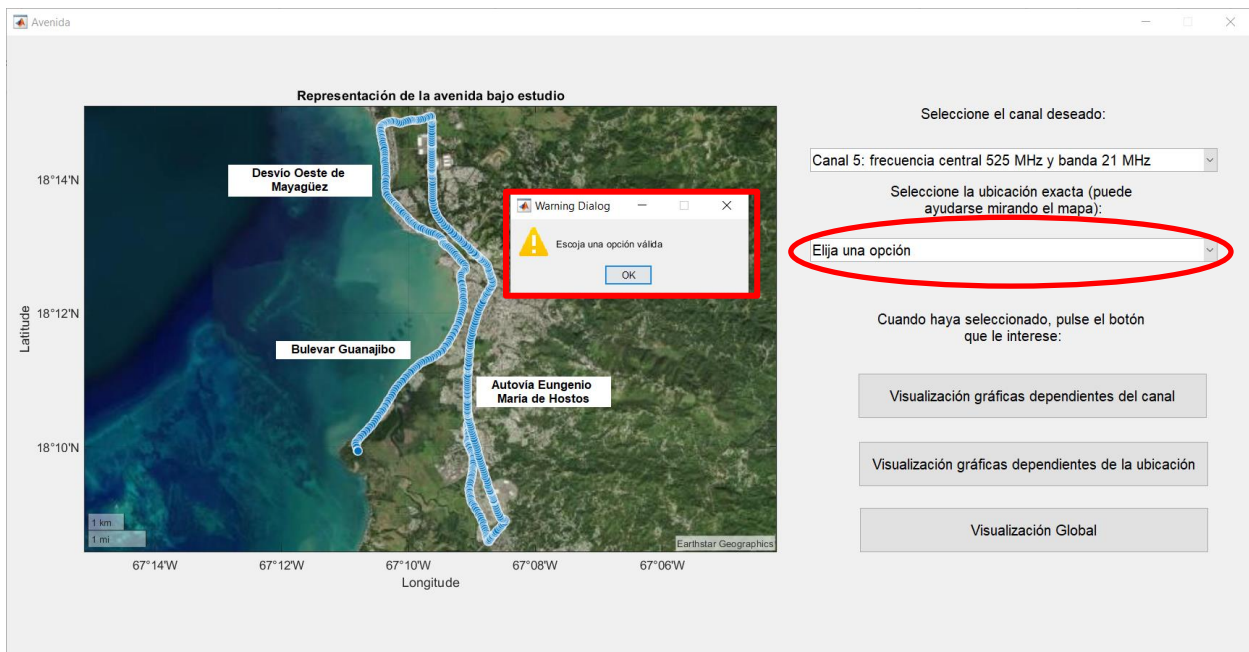 Avenida
Representación de la avenida bajo estudio
Desvío Oeste de
Mayagüez
Bulevar Guanajibo
Autovía Eungenio
Maria de Hostos
18°14'N
18°12'N
18°10'N
Latitude
67°14'W
67°12'W
67°10'W
67°08'W
67°06'W
Longitude
1 km
1 mi
Earthstar Geographics
Warning Dialog
Escoja una opción válida
OK
Seleccione el canal deseado:
Canal 5: frecuencia central 525 MHz y banda 21 MHz
Seleccione la ubicación exacta (puede
ayudarse mirando el mapa):
Elija una opción
Cuando haya seleccionado, pulse el botón
que le interese:
Visualización gráficas dependientes del canal
Visualización gráficas dependientes de la ubicación
Visualización Global